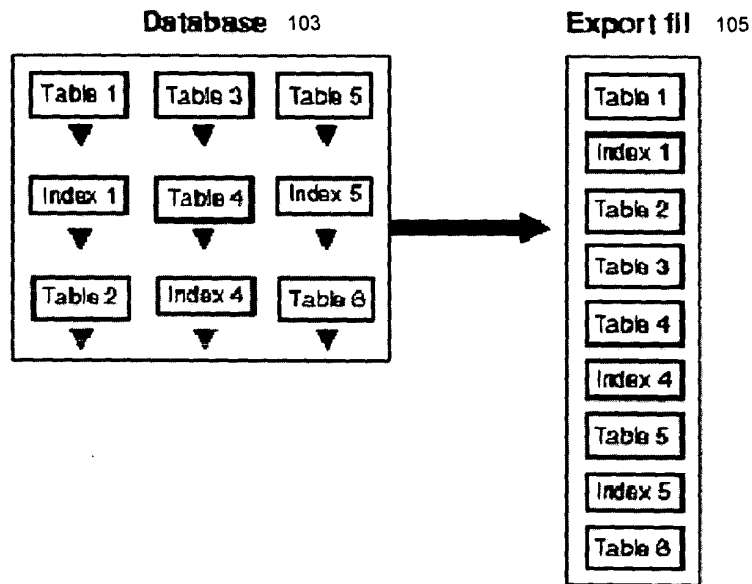 Database 103
Export fil 105
Table 1 Table 3 Table 5
Index 1 Table 4 Index 5
Table 2 Index 4 Table 6
Table 1
Index 1
Table 2
Table 3
Table 4
Index 4
Table 5
Index 5
Table 6